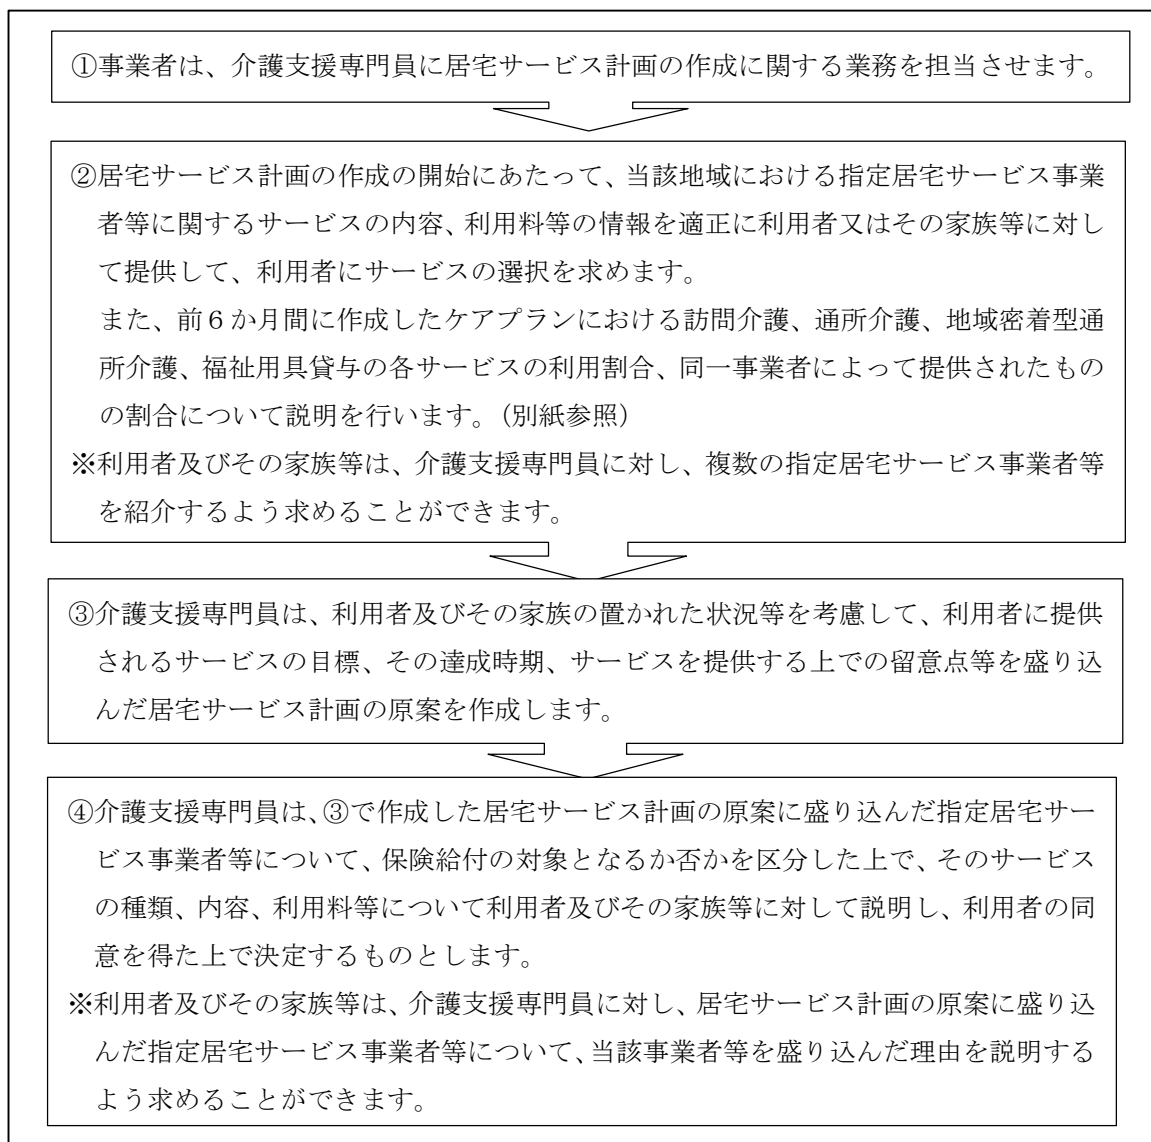 ①事業者は、介護支援専門員に居宅サービス計画の作成に関する業務を担当させます。
②居宅サービス計画の作成の開始にあたって、当該地域における指定居宅サービス事業
者等に関するサービスの内容、利用料等の情報を適正に利用者又はその家族等に対し
て提供して、利用者にサービスの選択を求めます。
また、前６か月間に作成したケアプランにおける訪問介護、通所介護、地域密着型通
所介護、福祉用具貸与の各サービスの利用割合、同一事業者によって提供されたもの
の割合について説明を行います。(別紙参照)
※利用者及びその家族等は、介護支援専門員に対し、複数の指定居宅サービス事業者等
を紹介するよう求めることができます。
③介護支援専門員は、利用者及びその家族の置かれた状況等を考慮して、利用者に提供
されるサービスの目標、その達成時期、サービスを提供する上での留意点等を盛り込
んだ居宅サービス計画の原案を作成します。
④介護支援専門員は、③で作成した居宅サービス計画の原案に盛り込んだ指定居宅サー
ビス事業者等について、保険給付の対象となるか否かを区分した上で、そのサービス
の種類、内容、利用料等について利用者及びその家族等に対して説明し、利用者の同
意を得た上で決定するものとします。
※利用者及びその家族等は、介護支援専門員に対し、居宅サービス計画の原案に盛り込
んだ指定居宅サービス事業者等について、当該事業者等を盛り込んだ理由を説明する
よう求めることができます。